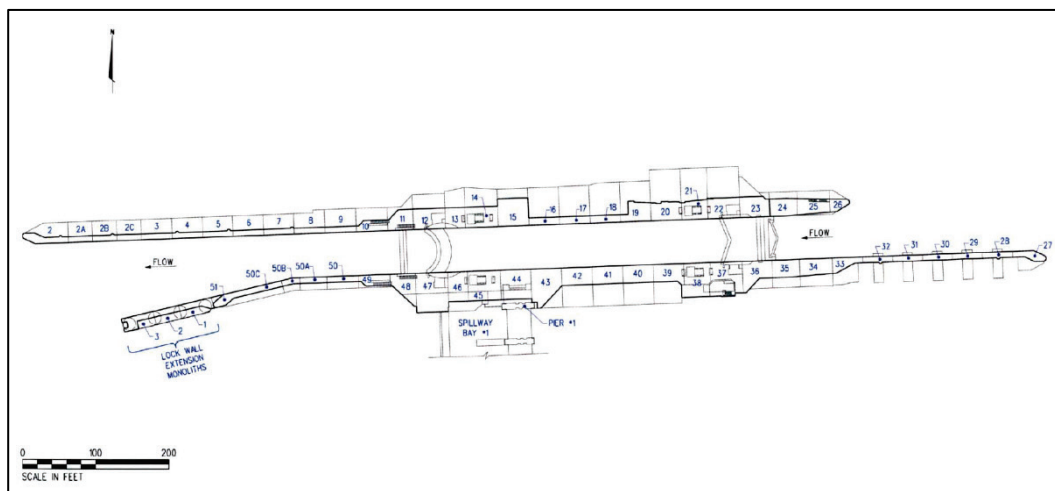 N
14
21
2 2A 2B 2C 3 4 5 6 7 8 9 10 11 12 13 15 16 17 18 19 20 22 23 24 25 26
FLOW
FLOW
51 50C 50B 50A 50 49 48 47 46 44 43 42 41 40 39 37 36 35 34 33 32 31 30 29 28 27
45 38
3 2 1
SPILLWAY
BAY #1
PIER #1
LOCK WALL
EXTENSION
MONOLITHS
0 100 200
SCALE IN FEET